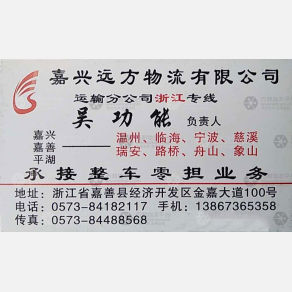 嘉兴远方物流有限公司
运输分公司浙江专线
吴功能 负责人
嘉兴
嘉善
平湖
温州、临海、宁波、慈溪
瑞安、路桥、舟山、象山
承接整车零担业务
地址：浙江省嘉善县经济开发区金嘉大道100号
电话：0573-84182117 手机：13867365358
传真：0573-84488568